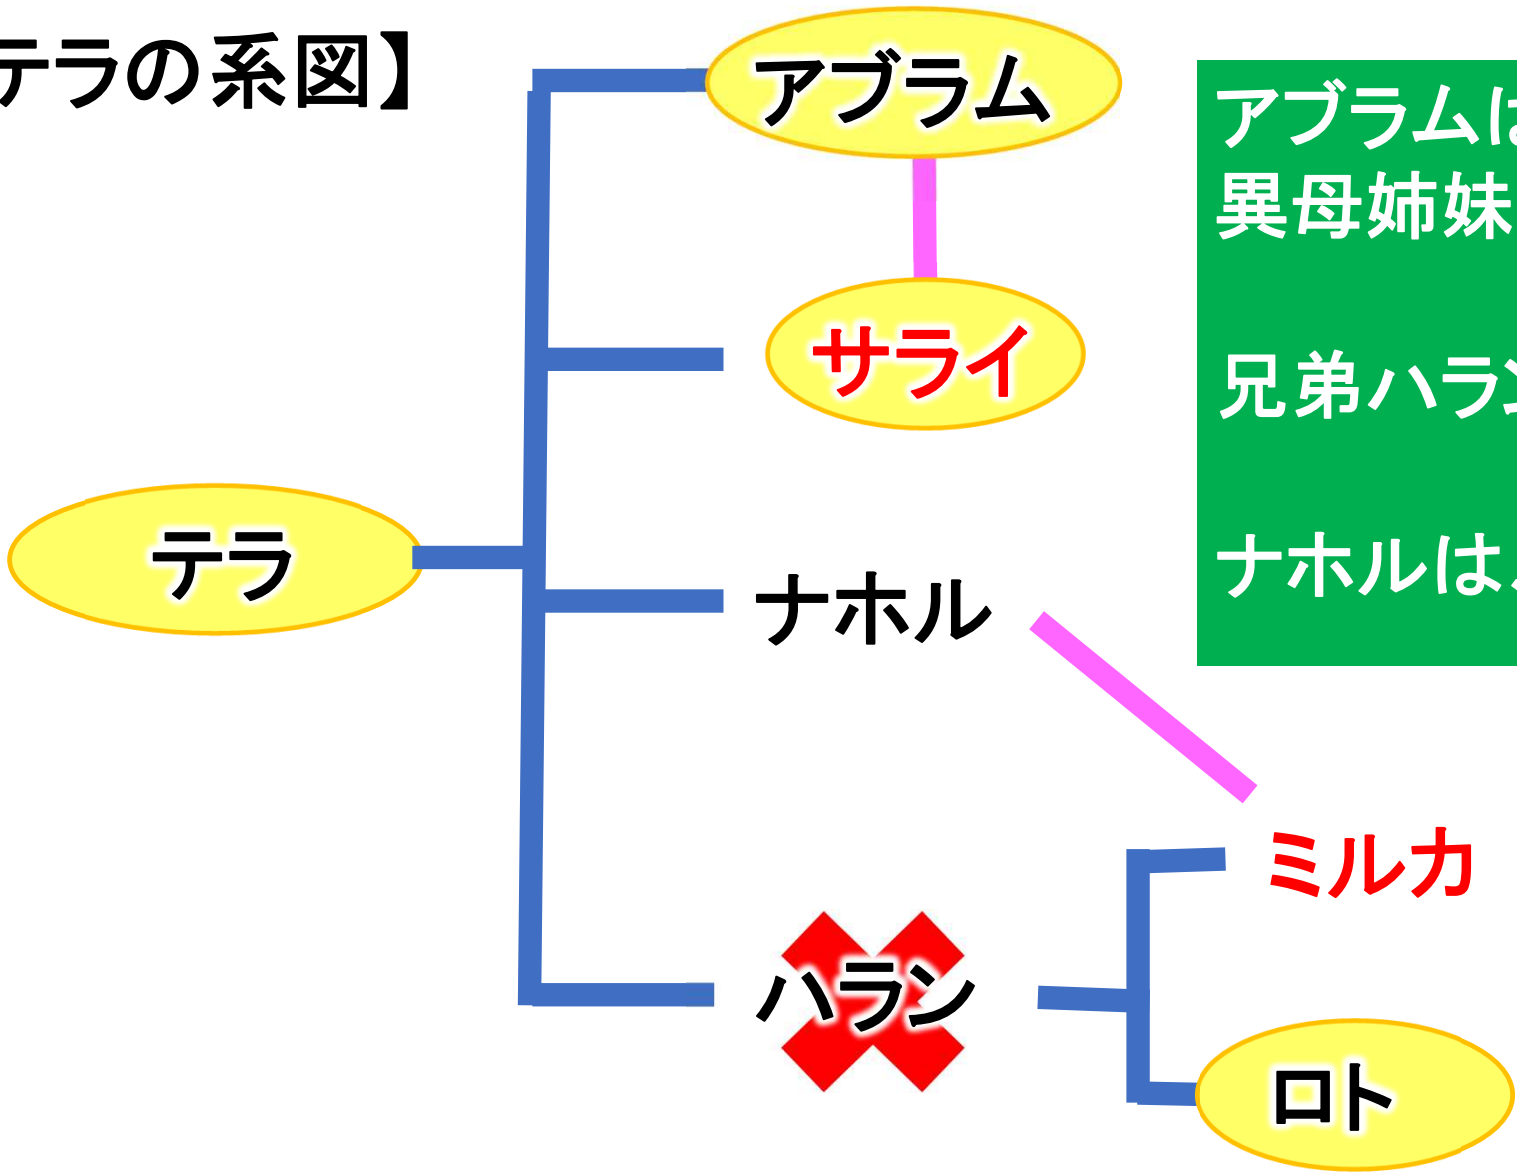 テラの系図】
アブラム
アブラムは
異母姉妹
サライ
兄弟ハラン
テラ
ナホルは
ナホル
ミルカ
ハラン
ロト